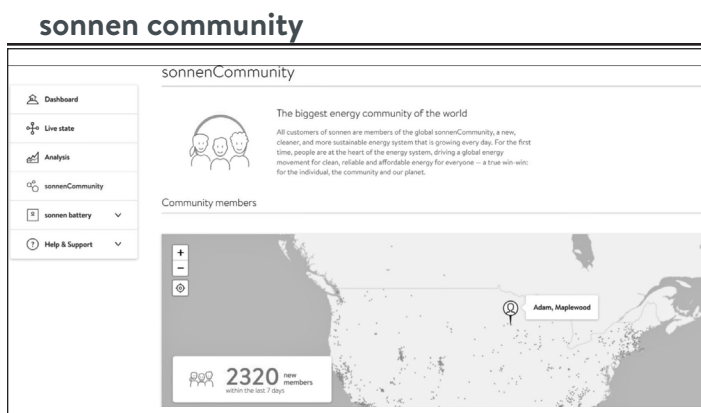 sonnen community
sonnenCommunity
Dashboard
Live state
Analysis
sonnenCommunity
sonnen battery
Help & Support
The biggest energy community of the world
All customers of sonnen are members of the global sonnenCommunity, a new,
cleaner, and more sustainable energy system that is growing every day. For the first
time, people are at the heart of the energy system, driving a global energy
movement for clean, reliable and affordable energy for everyone – a true win-win:
for the individual, the community and our planet.
Community members
+
−
Adam, Maplewood
2320 new
members
within the last 7 days